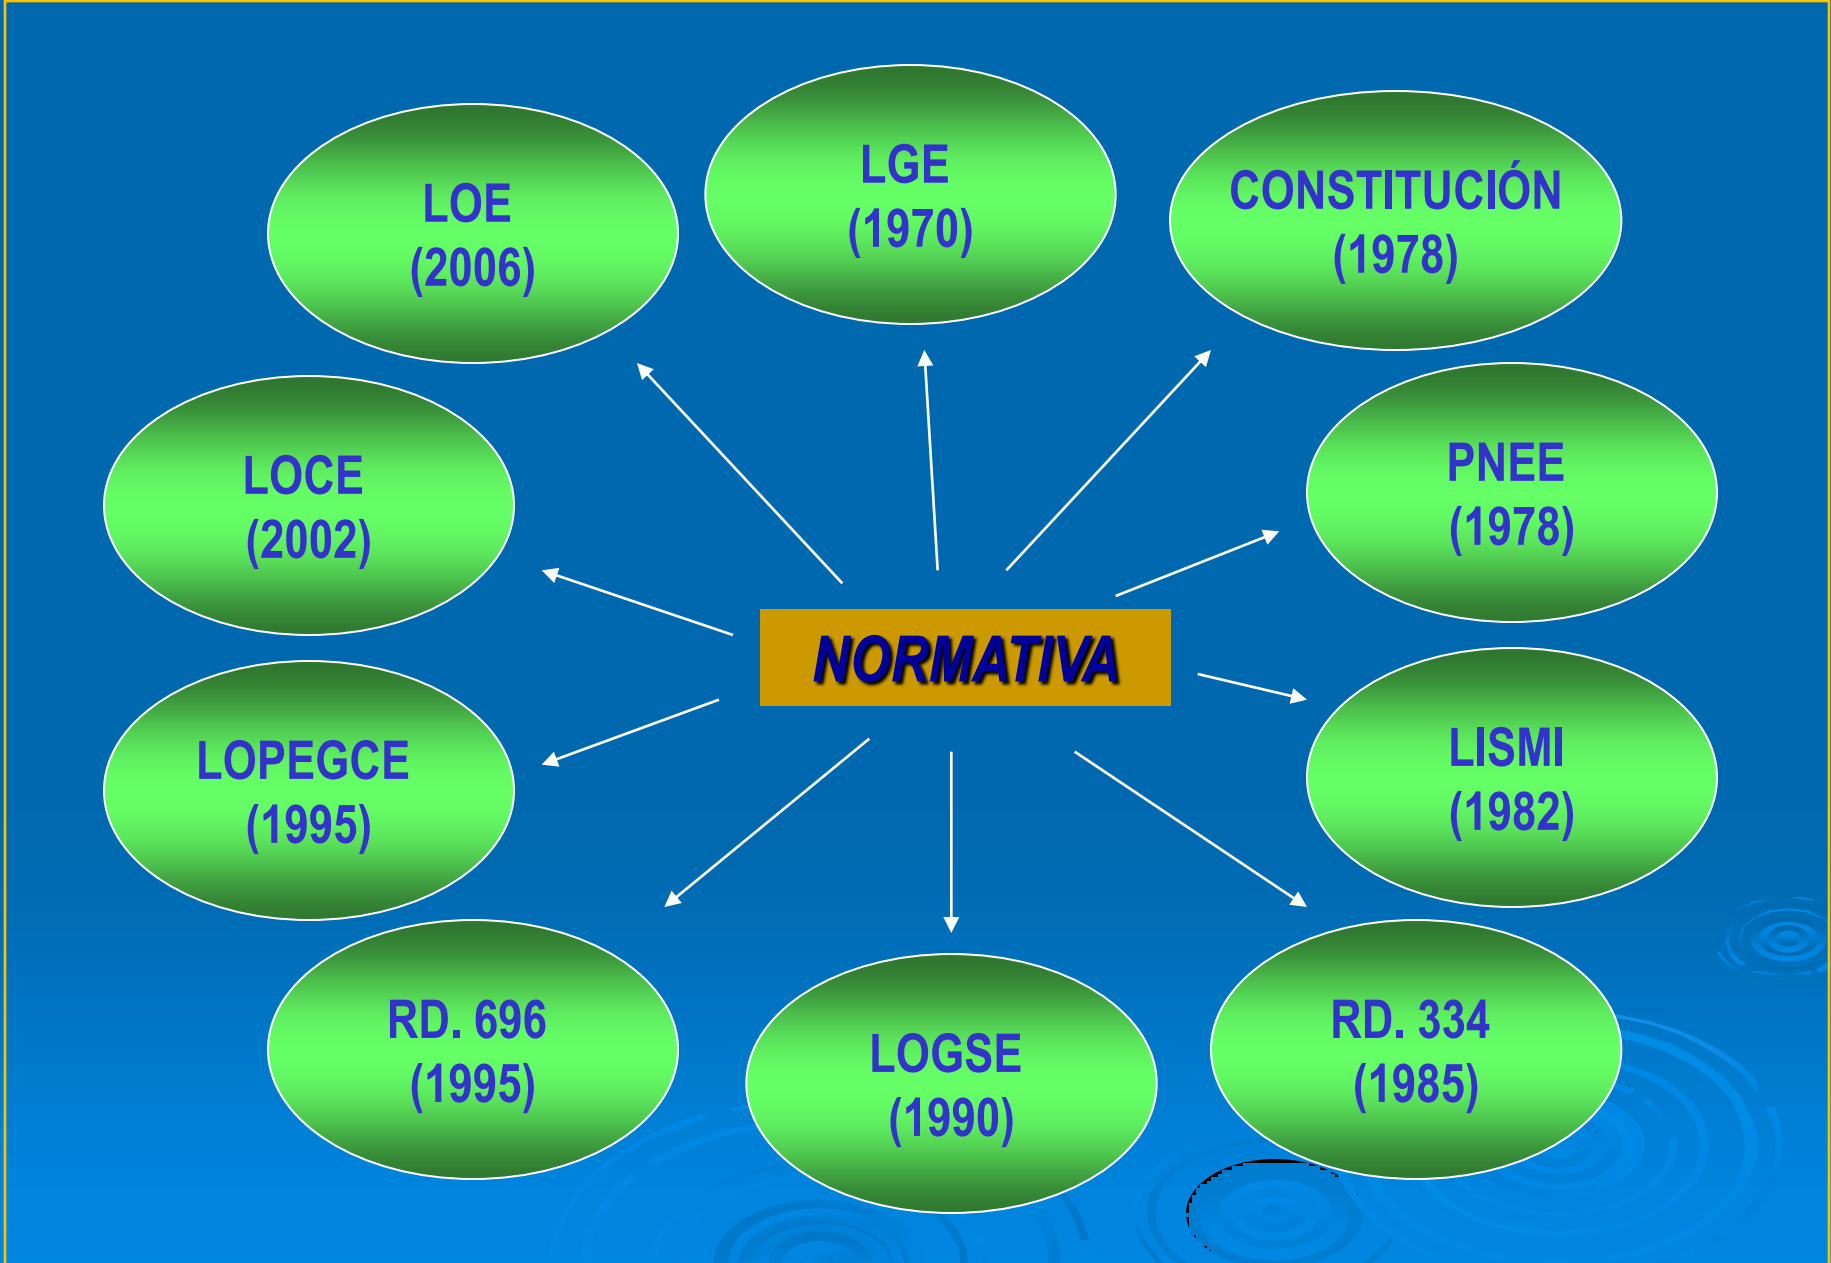 LGE
(1970)
CONSTITUCIÓN
(1978)
PNEE
(1978)
LISMI
(1982)
RD. 334
(1985)
LOGSE
(1990)
RD. 696
(1995)
LOPEGCE
(1995)
LOCE
(2002)
LOE
(2006)
NORMATIVA